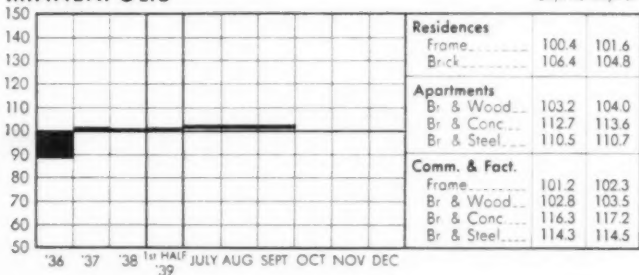 150
140
130
120
110
100
90
80
70
60
50
'36 '37 '38 1st HALF '39 JULY AUG SEPT OCT NOV DEC
Residences
Frame 100.4 101.6
Brick 106.4 104.8
Apartments
Br & Wood 103.2 104.0
Br & Conc 112.7 113.6
Br & Steel 110.5 110.7
Comm. & Fact.
Frame 101.2 102.3
Br & Wood 102.8 103.5
Br & Conc 116.3 117.2
Br & Steel 114.3 114.5